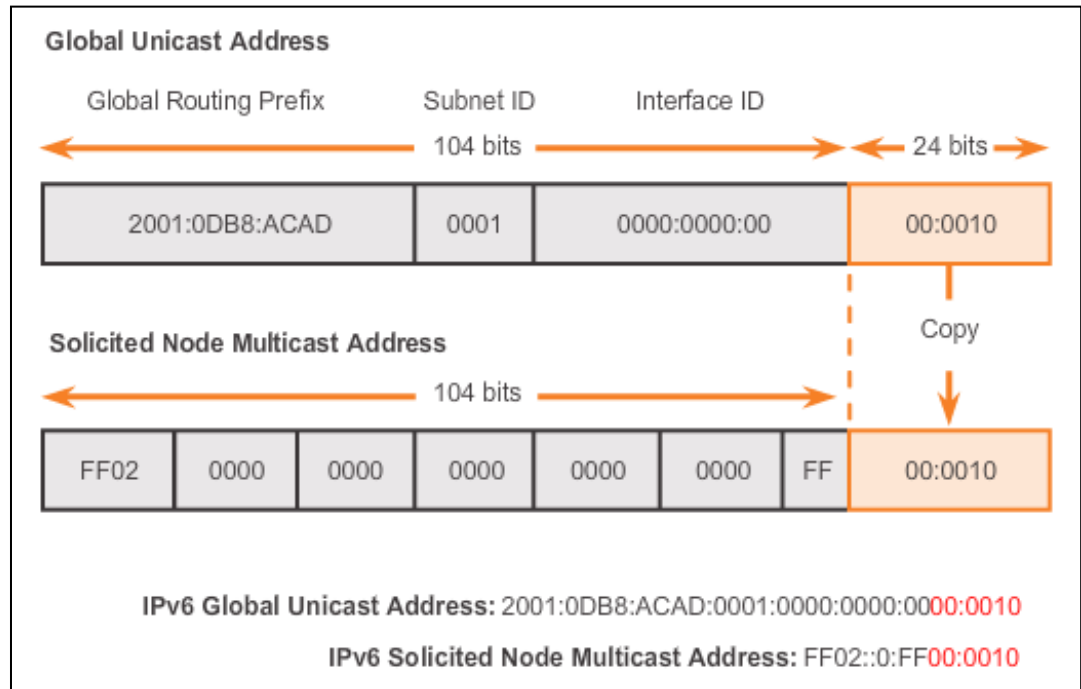 Global Unicast Address
Global Routing Prefix Subnet ID Interface ID
104 bits 24 bits
2001:0DB8:ACAD 0001 0000:0000:00 00:0010
Copy
Solicited Node Multicast Address
104 bits
FF02 0000 0000 0000 0000 0000 FF 00:0010
IPv6 Global Unicast Address: 2001:0DB8:ACAD:0001:0000:0000:0000:0010
IPv6 Solicited Node Multicast Address: FF02::0:FF00:0010